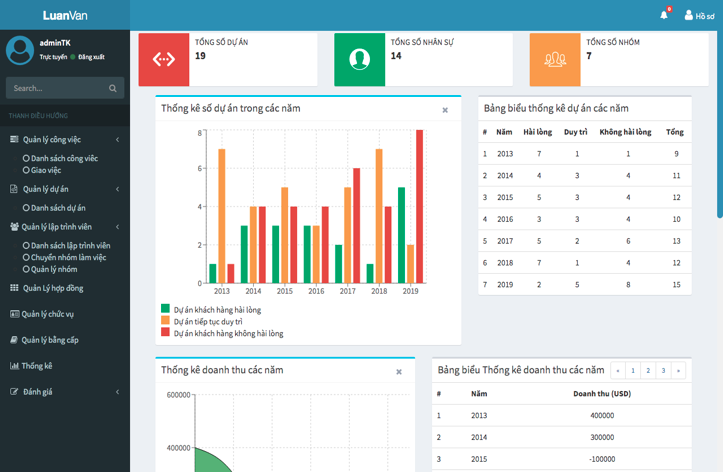 LuanVan
9
Hồ sơ
adminTK
Trực tuyến Đăng xuất
Search...
THANH ĐIỀU HƯỚNG
Quản lý công việc
Danh sách công viêc
Giao việc
Quản lý dự án
Danh sách dự án
Quản lý lập trình viên
Danh sách lập trình viên
Chuyển nhóm làm việc
Quản lý nhóm
Quản Lý hợp đồng
Quản lý chức vụ
Quản lý bằng cấp
Thống kê
Đánh giá
TỔNG SỐ DỰ ÁN
19
TỔNG SỐ NHÂN SỰ
14
TỔNG SỐ NHÓM
7
Thống kê số dự án trong các năm
8
6
4
2
0
2013 2014 2015 2016 2017 2018 2019
Dự án khách hàng hài lòng
Dự án tiếp tục duy trì
Dự án khách hàng không hài lòng
Bảng biểu thống kê dự án các năm
# Năm Hài lòng Duy trì Không hài lòng Tổng
1 2013 7 1 1 9
2 2014 4 3 4 11
3 2015 5 3 4 12
4 2016 3 3 4 10
5 2017 5 2 6 13
6 2018 7 1 4 12
7 2019 2 5 8 15
Thống kê doanh thu các năm
600000
400000
Bảng biểu Thống kê doanh thu các năm
« 1 2 3 »
# Năm Doanh thu (USD)
1 2013 400000
2 2014 300000
3 2015 -100000